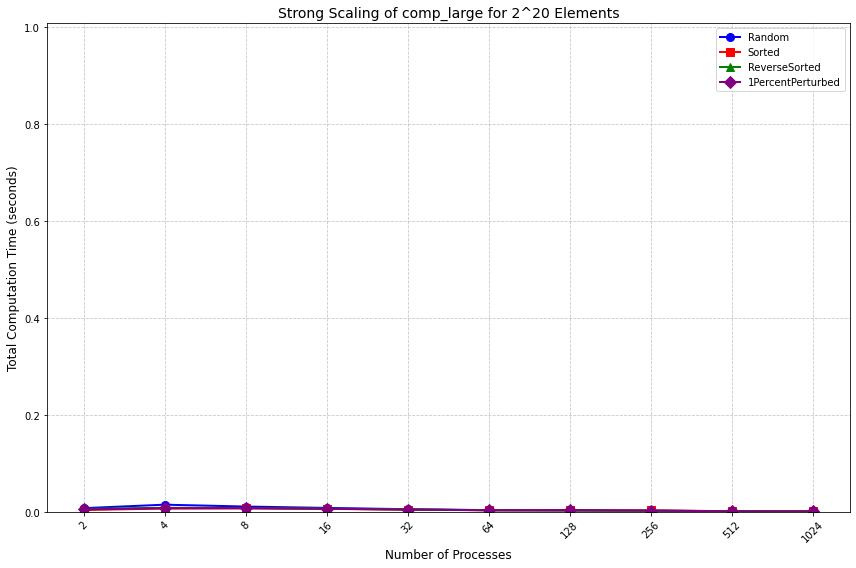 Strong Scaling of comp_large for 2^20 Elements
Random
Sorted
ReverseSorted
1PercentPerturbed
Total Computation Time (seconds)
1.0
0.8
0.6
0.4
0.2
0.0
2
4
8
16
32
64
128
256
512
1024
Number of Processes